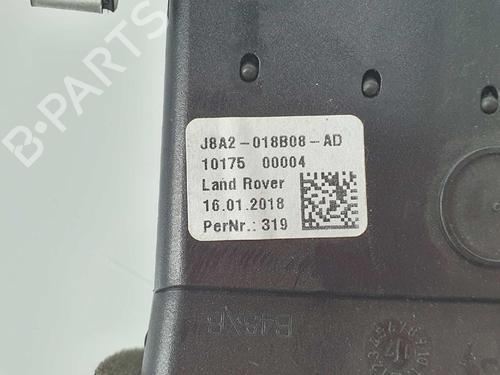 B-PARTS
J8A2-018B08-AD
10175 00004
Land Rover
16.01.2018
PerNr.: 319